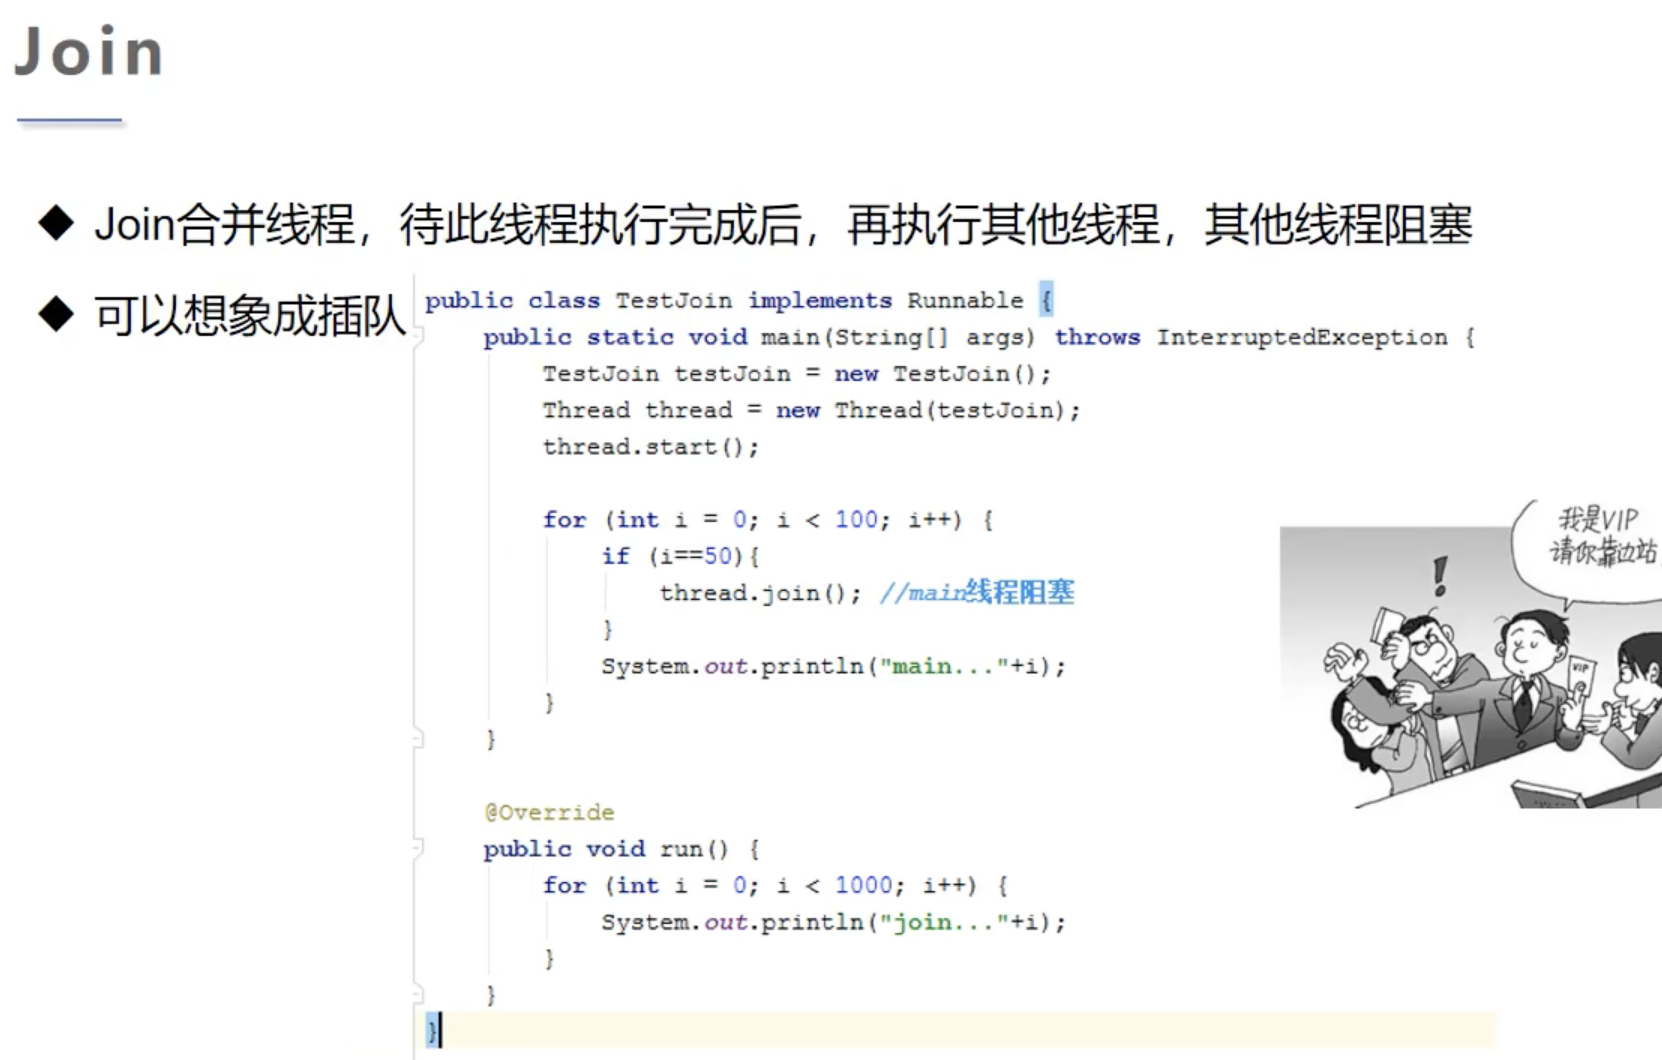 Join
◆ Join合并线程，待此线程执行完成后，再执行其他线程，其他线程阻塞
◆ 可以想象成插队
public class TestJoin implements Runnable {
    public static void main(String[] args) throws InterruptedException {
        TestJoin testJoin = new TestJoin();
        Thread thread = new Thread(testJoin);
        thread.start();

        for (int i = 0; i < 100; i++) {
            if (i==50){
                thread.join(); //main线程阻塞
            }
            System.out.println("main..."+i);
        }
    }

    @Override
    public void run() {
        for (int i = 0; i < 1000; i++) {
            System.out.println("join..."+i);
        }
    }
}
我是VIP
请你靠边站
!
VIP